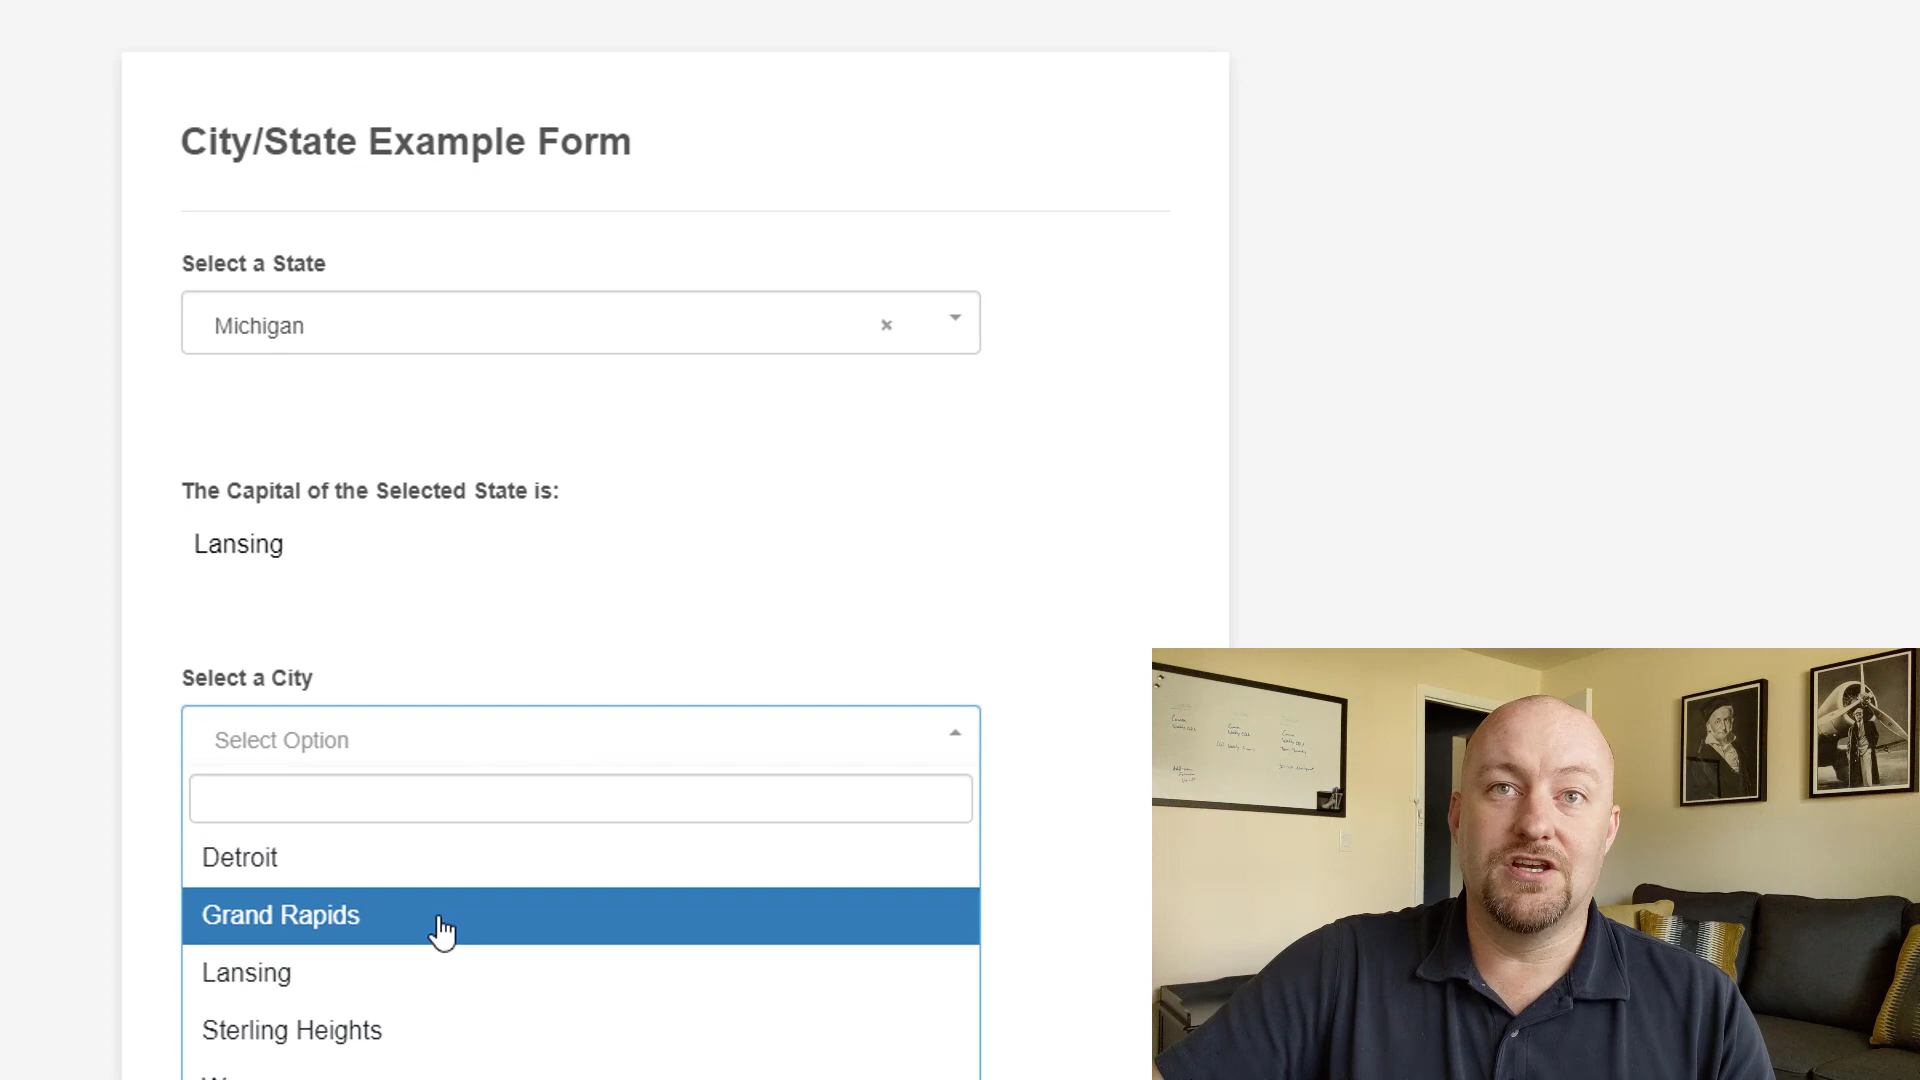 City/State Example Form
Select a State
Michigan
×
The Capital of the Selected State is:
Lansing
Select a City
Select Option
Detroit
Grand Rapids
Lansing
Sterling Heights